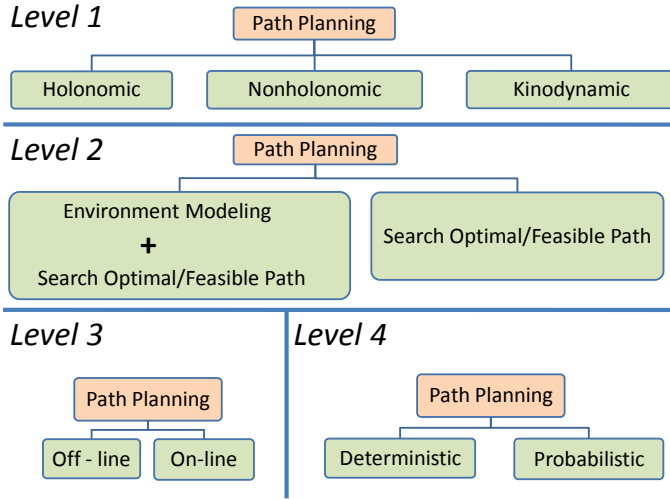 Level 1
Path Planning
Holonomic
Nonholonomic
Kinodynamic
Level 2
Path Planning
Environment Modeling
+
Search Optimal/Feasible Path
Search Optimal/Feasible Path
Level 3
Path Planning
Off - line
On-line
Level 4
Path Planning
Deterministic
Probabilistic